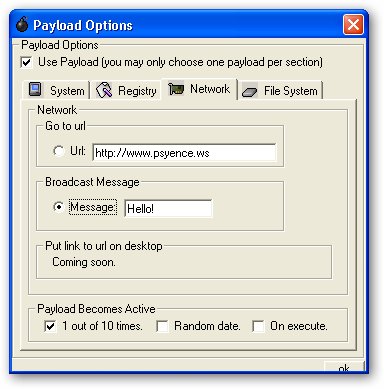 Payload Options
Payload Options
Use Payload (you may only choose one payload per section)
System Registry Network File System
Network
Go to url
Url: http://www.psyence.ws
Broadcast Message
Message: Hello!
Put link to url on desktop
Coming soon.
Payload Becomes Active
1 out of 10 times. Random date. On execute.
ok